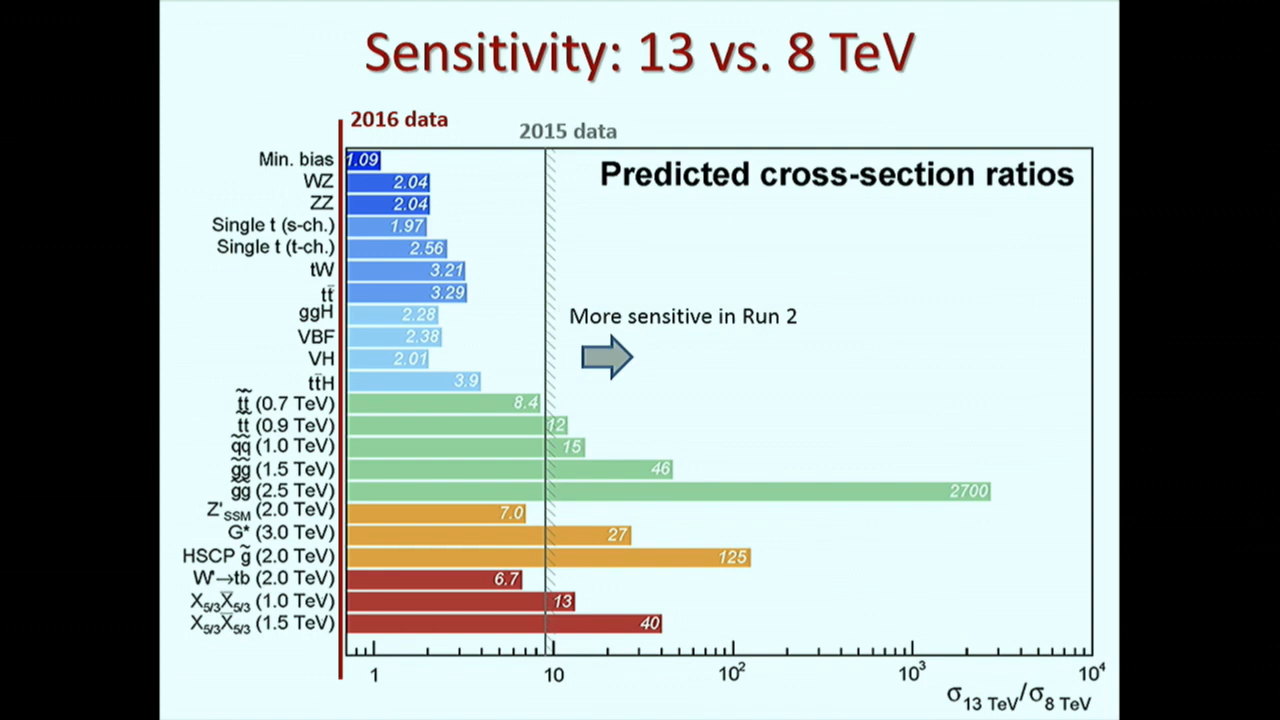 Sensitivity: 13 vs. 8 TeV
2016 data
2015 data
Predicted cross-section ratios
Min. bias 1.09
WZ 2.04
ZZ 2.04
Single t (s-ch.) 1.97
Single t (t-ch.) 2.56
tW 3.21
tt̄ 3.29
ggH 2.28
More sensitive in Run 2
VBF 2.38
VH 2.01
tt̄H 3.9
t̃t̃ (0.7 TeV) 8.4
t̃t̃ (0.9 TeV) 12
q̃q̃ (1.0 TeV) 15
g̃g̃ (1.5 TeV) 46
g̃g̃ (2.5 TeV) 2700
Z'SSM (2.0 TeV) 7.0
G* (3.0 TeV) 27
HSCP g̃ (2.0 TeV) 125
W'→tb (2.0 TeV) 6.7
X5/3X̄5/3 (1.0 TeV) 13
X5/3X̄5/3 (1.5 TeV) 40
1 10 10² 10³ 10⁴
σ13 TeV/σ8 TeV